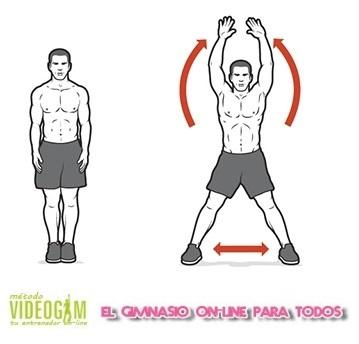 método
VIDEOGYM
tu entrenador on-line
EL GIMNASIO ON-LINE PARA TODOS